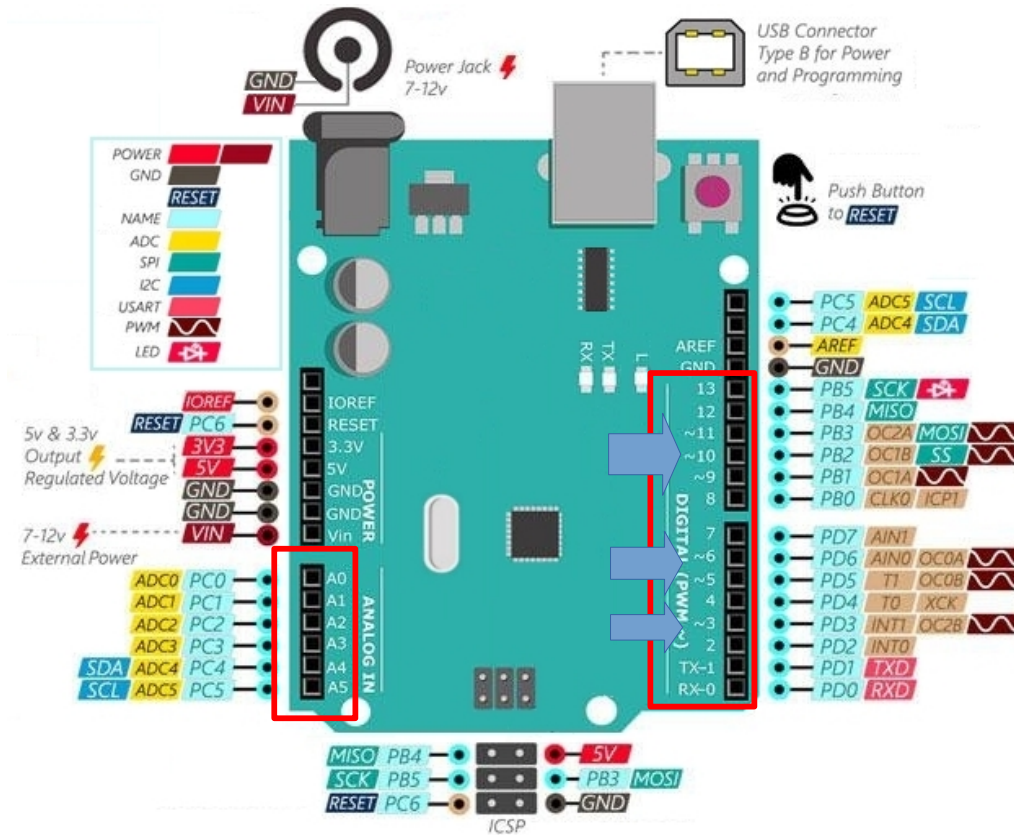 GND
VIN
Power Jack
7-12v
USB Connector
Type B for Power
and Programming
POWER
GND
RESET
NAME
ADC
SPI
I2C
USART
PWM
LED
Push Button
to RESET
RX
TX
L
AREF
GND
13
12
~11
~10
~9
8
7
~6
~5
4
~3
2
TX-1
RX-0
DIGITAL (PWM~)
PC5 ADC5 SCL
PC4 ADC4 SDA
AREF
GND
PB5 SCK
PB4 MISO
PB3 OC2A MOSI
PB2 OC1B SS
PB1 OC1A
PB0 CLK0 ICP1
PD7 AIN1
PD6 AIN0 OC0A
PD5 T1 OC0B
PD4 T0 XCK
PD3 INT1 OC2B
PD2 INT0
PD1 TXD
PD0 RXD
IOREF
RESET PC6
3V3
5V
GND
GND
VIN
5v & 3.3v
Output
Regulated Voltage
7-12v
External Power
IOREF
RESET
3.3V
5V
GND
GND
Vin
POWER
ADC0 PC0
ADC1 PC1
ADC2 PC2
ADC3 PC3
SDA ADC4 PC4
SCL ADC5 PC5
A0
A1
A2
A3
A4
A5
ANALOG IN
MISO PB4
SCK PB5
RESET PC6
5V
PB3 MOSI
GND
ICSP